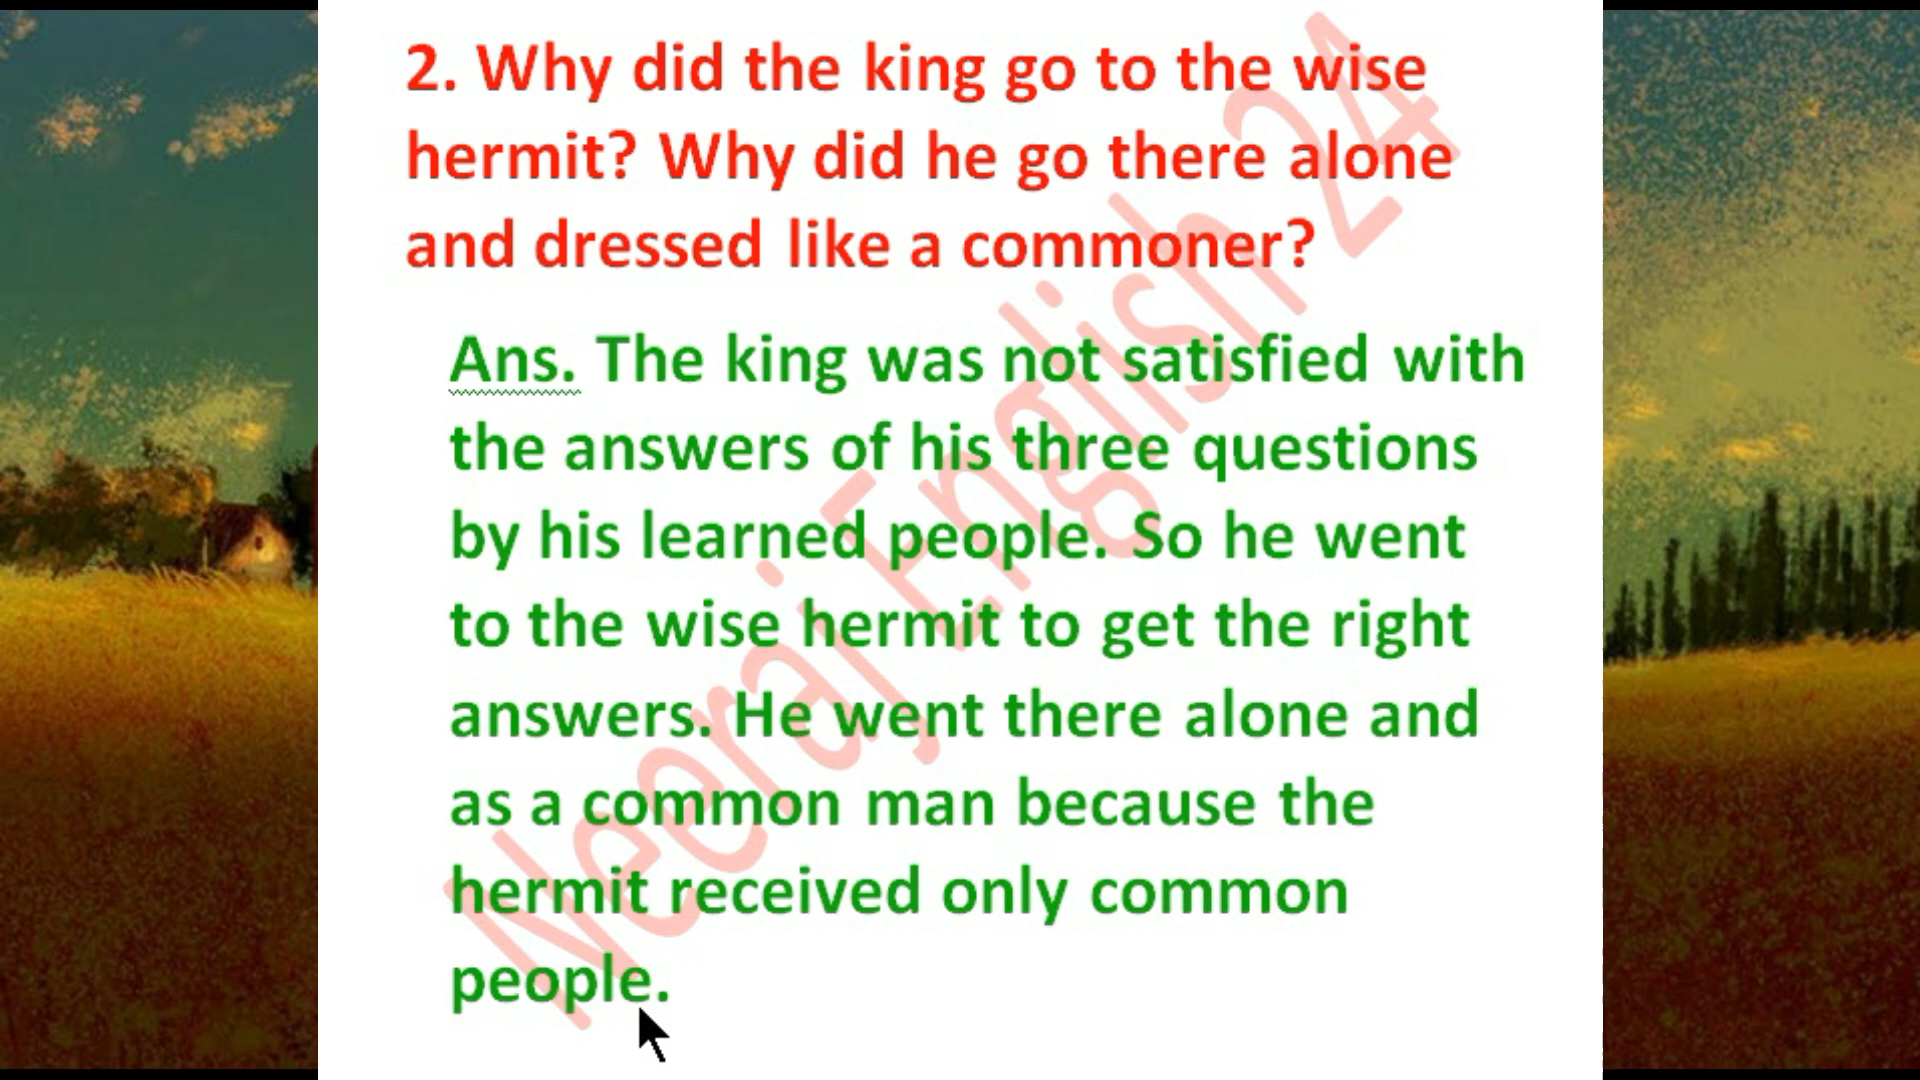 2. Why did the king go to the wise
hermit? Why did he go there alone
and dressed like a commoner?
Ans. The king was not satisfied with
the answers of his three questions
by his learned people. So he went
to the wise hermit to get the right
answers. He went there alone and
as a common man because the
hermit received only common
people.
Neeraj English 24